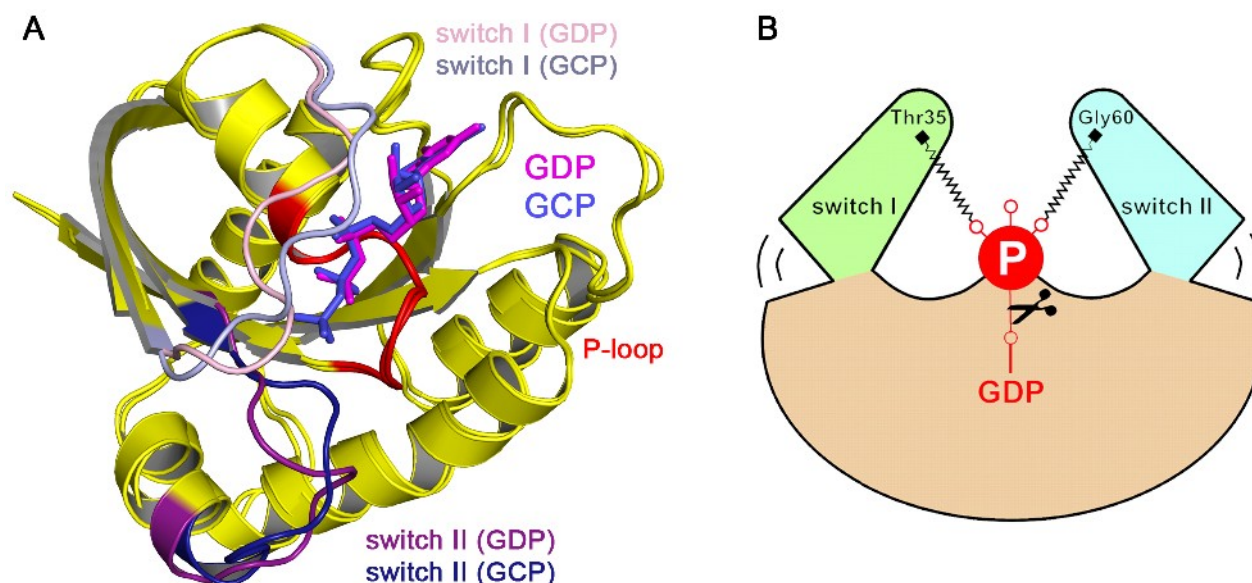 A
switch I (GDP)
switch I (GCP)
GDP
GCP
P-loop
switch II (GDP)
switch II (GCP)
B
Thr35
Gly60
switch I
switch II
P
GDP